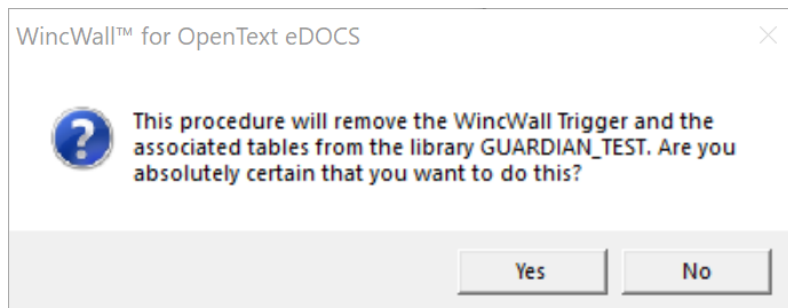 WincWall™ for OpenText eDOCS
This procedure will remove the WincWall Trigger and the
associated tables from the library GUARDIAN_TEST. Are you
absolutely certain that you want to do this?
Yes
No